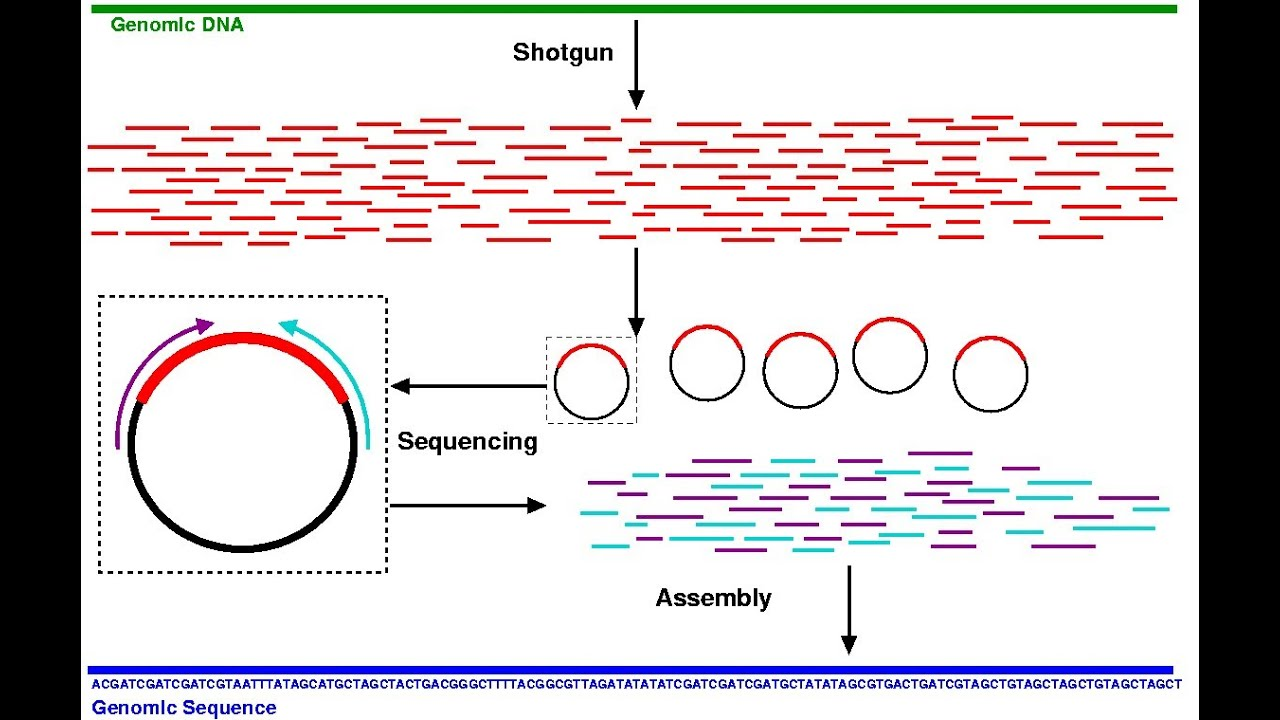 Genomic DNA
Shotgun
Sequencing
Assembly
ACGATCGATCGATCGTAATTTATAGCATGCTAGCTACTGACGGGCTTTTACGGCGTTAGATATATATCGATCGATCGATGCTATATAGCGTGACTGATCGTAGCTGTAGCTAGCTGTAGCTAGCT
Genomic Sequence